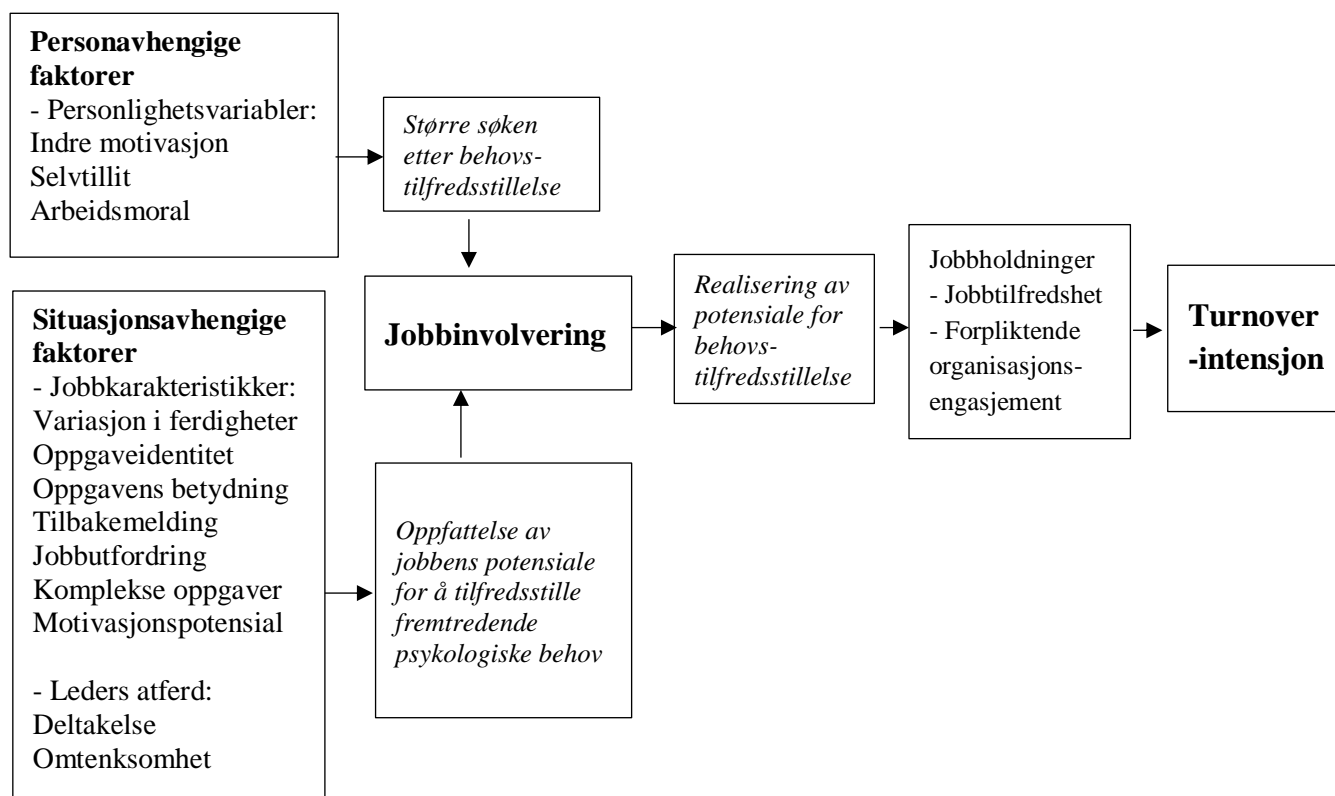 Personavhengige
faktorer
- Personlighetsvariabler:
Indre motivasjon
Selvtillit
Arbeidsmoral
Større søken
etter behovs-
tilfredsstillelse
Situasjonsavhengige
faktorer
- Jobbkarakteristikker:
Variasjon i ferdigheter
Oppgaveidentitet
Oppgavens betydning
Tilbakemelding
Jobbutfordring
Komplekse oppgaver
Motivasjonspotensial
- Leders atferd:
Deltakelse
Omtenksomhet
Oppfattelse av
jobbens potensiale
for å tilfredsstille
fremtredende
psykologiske behov
Jobbinvolvering
Realisering av
potensiale for
behovs-
tilfredsstillelse
Jobbholdninger
- Jobbtilfredshet
- Forpliktende
organisasjons-
engasjement
Turnover
-intensjon